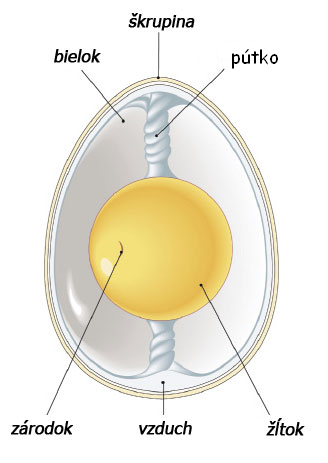 škrupina
bielok
pútko
zárodok
vzduch
žĺtok